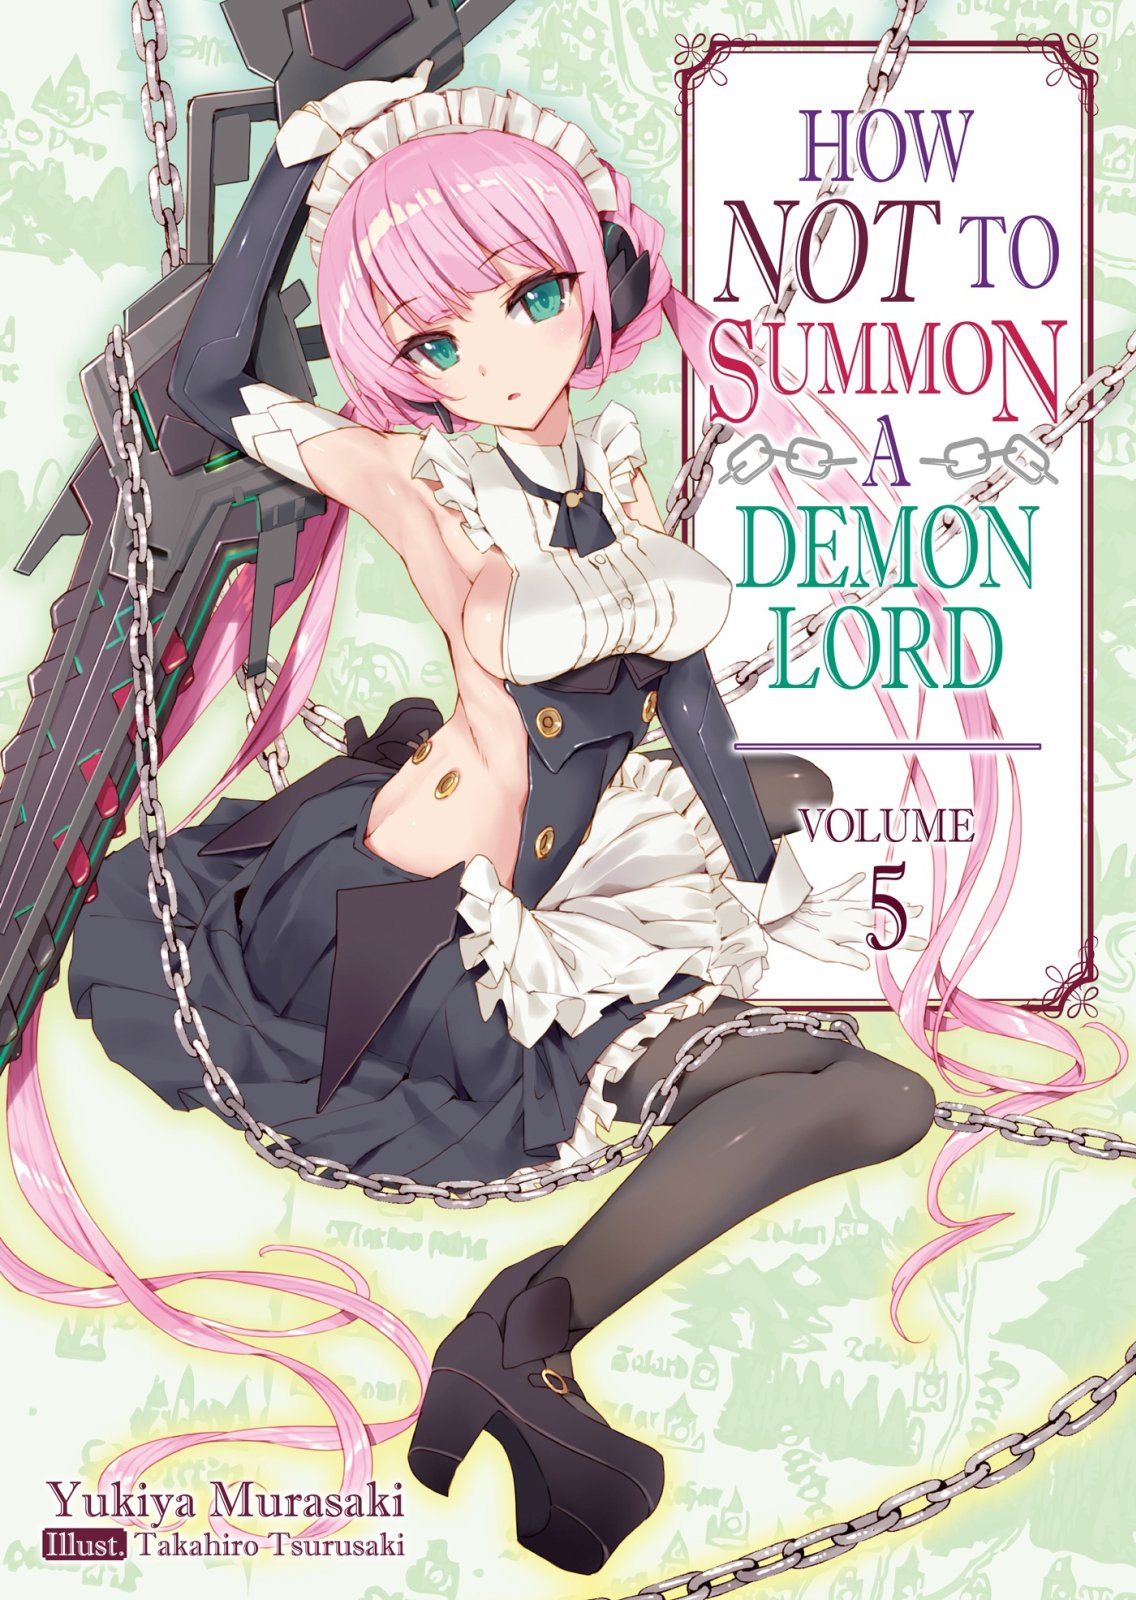 HOW
NOT TO
SUMMON
A
DEMON
LORD
VOLUME
5
Yukiya Murasaki
Illust. Takahiro Tsurusaki